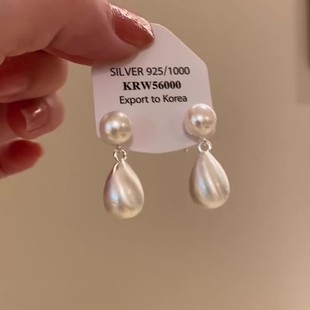 SILVER 925/1000
KRW56000
Export to Korea